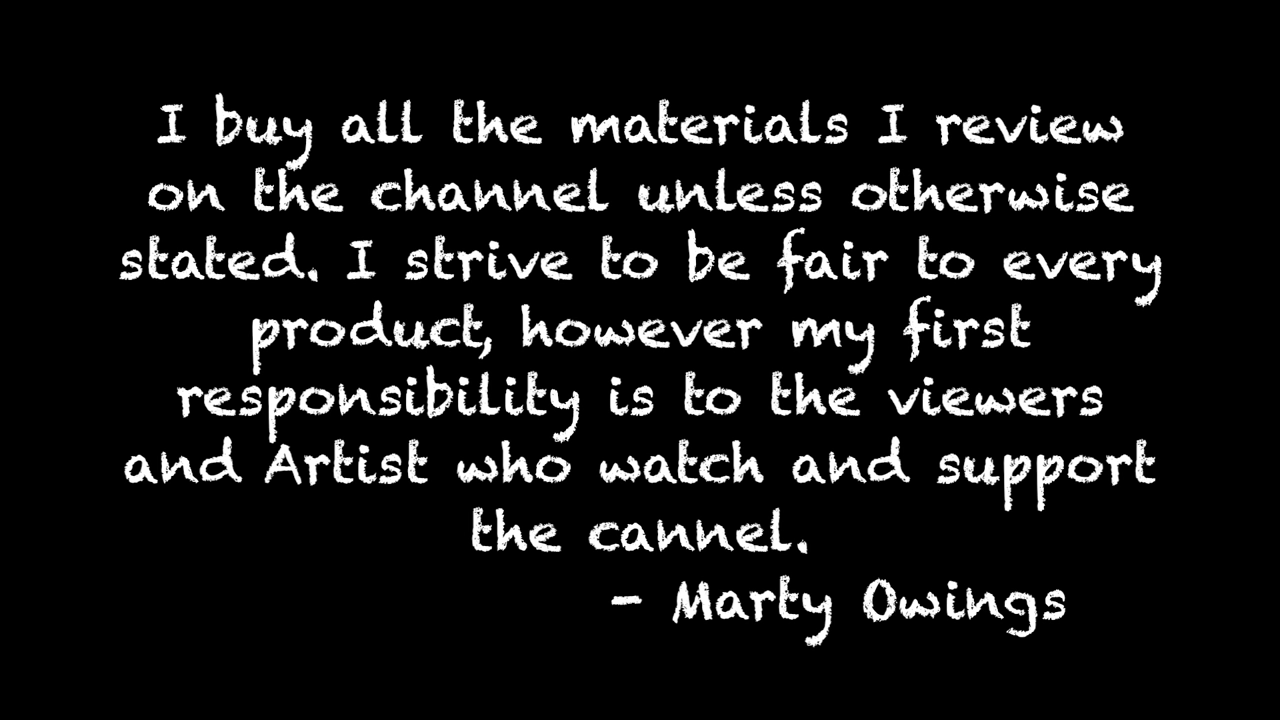 I buy all the materials I review
on the channel unless otherwise
stated. I strive to be fair to every
product, however my first
responsibility is to the viewers
and Artist who watch and support
the cannel.
- Marty Owings